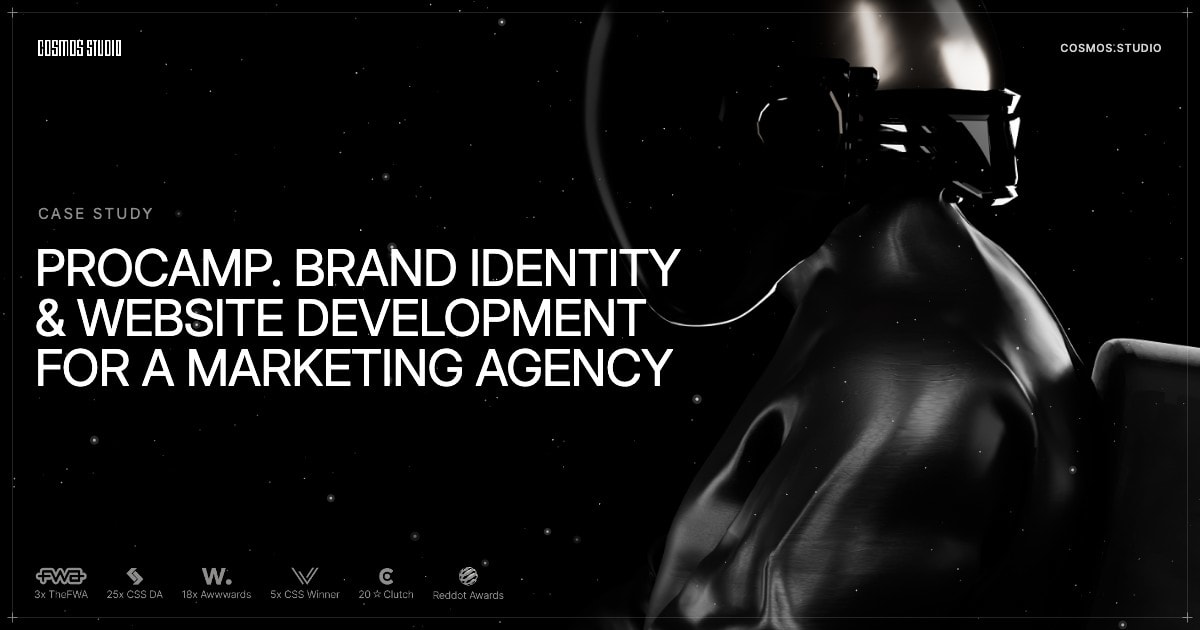 COSMOS STUDIO
COSMOS.STUDIO
CASE STUDY
PROCAMP. BRAND IDENTITY
& WEBSITE DEVELOPMENT
FOR A MARKETING AGENCY
FWA
W.
3x TheFWA
25x CSS DA
18x Awwwards
5x CSS Winner
20 ☆ Clutch
Reddot Awards